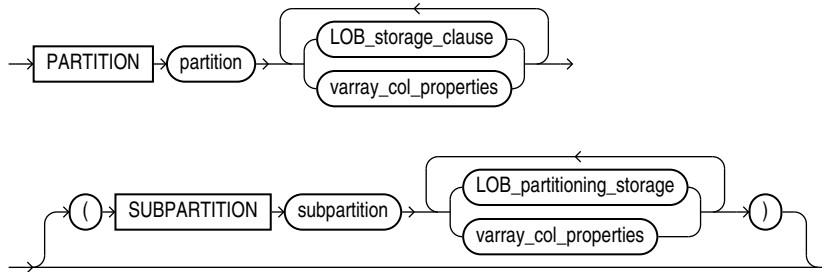 LOB_storage_clause
PARTITION partition
varray_col_properties
LOB_partitioning_storage
( SUBPARTITION subpartition )
varray_col_properties